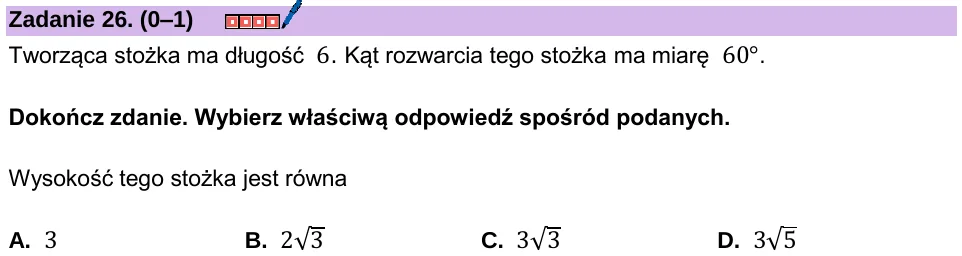 Zadanie 26. (0–1)
Tworząca stożka ma długość 6. Kąt rozwarcia tego stożka ma miarę 60°.
Dokończ zdanie. Wybierz właściwą odpowiedź spośród podanych.
Wysokość tego stożka jest równa
A. 3 B. 2√3 C. 3√3 D. 3√5